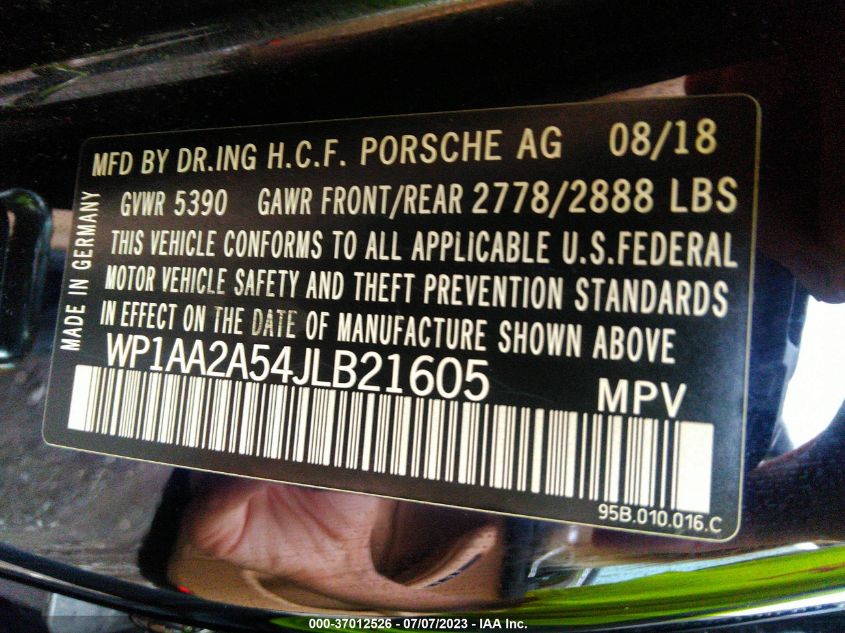 MFD BY DR.ING H.C.F. PORSCHE AG 08/18
GVWR 5390 GAWR FRONT/REAR 2778/2888 LBS
THIS VEHICLE CONFORMS TO ALL APPLICABLE U.S.FEDERAL
MOTOR VEHICLE SAFETY AND THEFT PREVENTION STANDARDS
IN EFFECT ON THE DATE OF MANUFACTURE SHOWN ABOVE
WP1AA2A54JLB21605 MPV
95B.010.016.C
MADE IN GERMANY
000-37012526 - 07/07/2023 - IAA Inc.